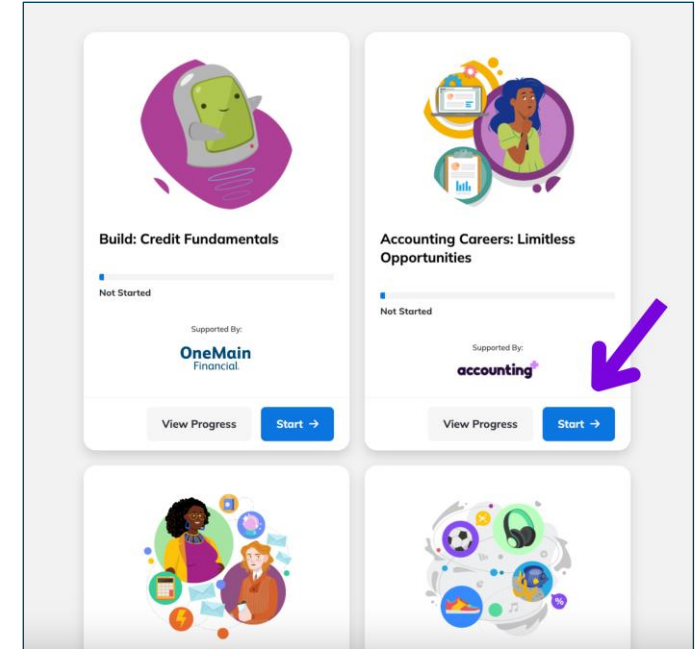 Build: Credit Fundamentals
Not Started
Supported By:
OneMain
Financial.
View Progress
Start →
Accounting Careers: Limitless
Opportunities
Not Started
Supported By:
accounting+
View Progress
Start →
%